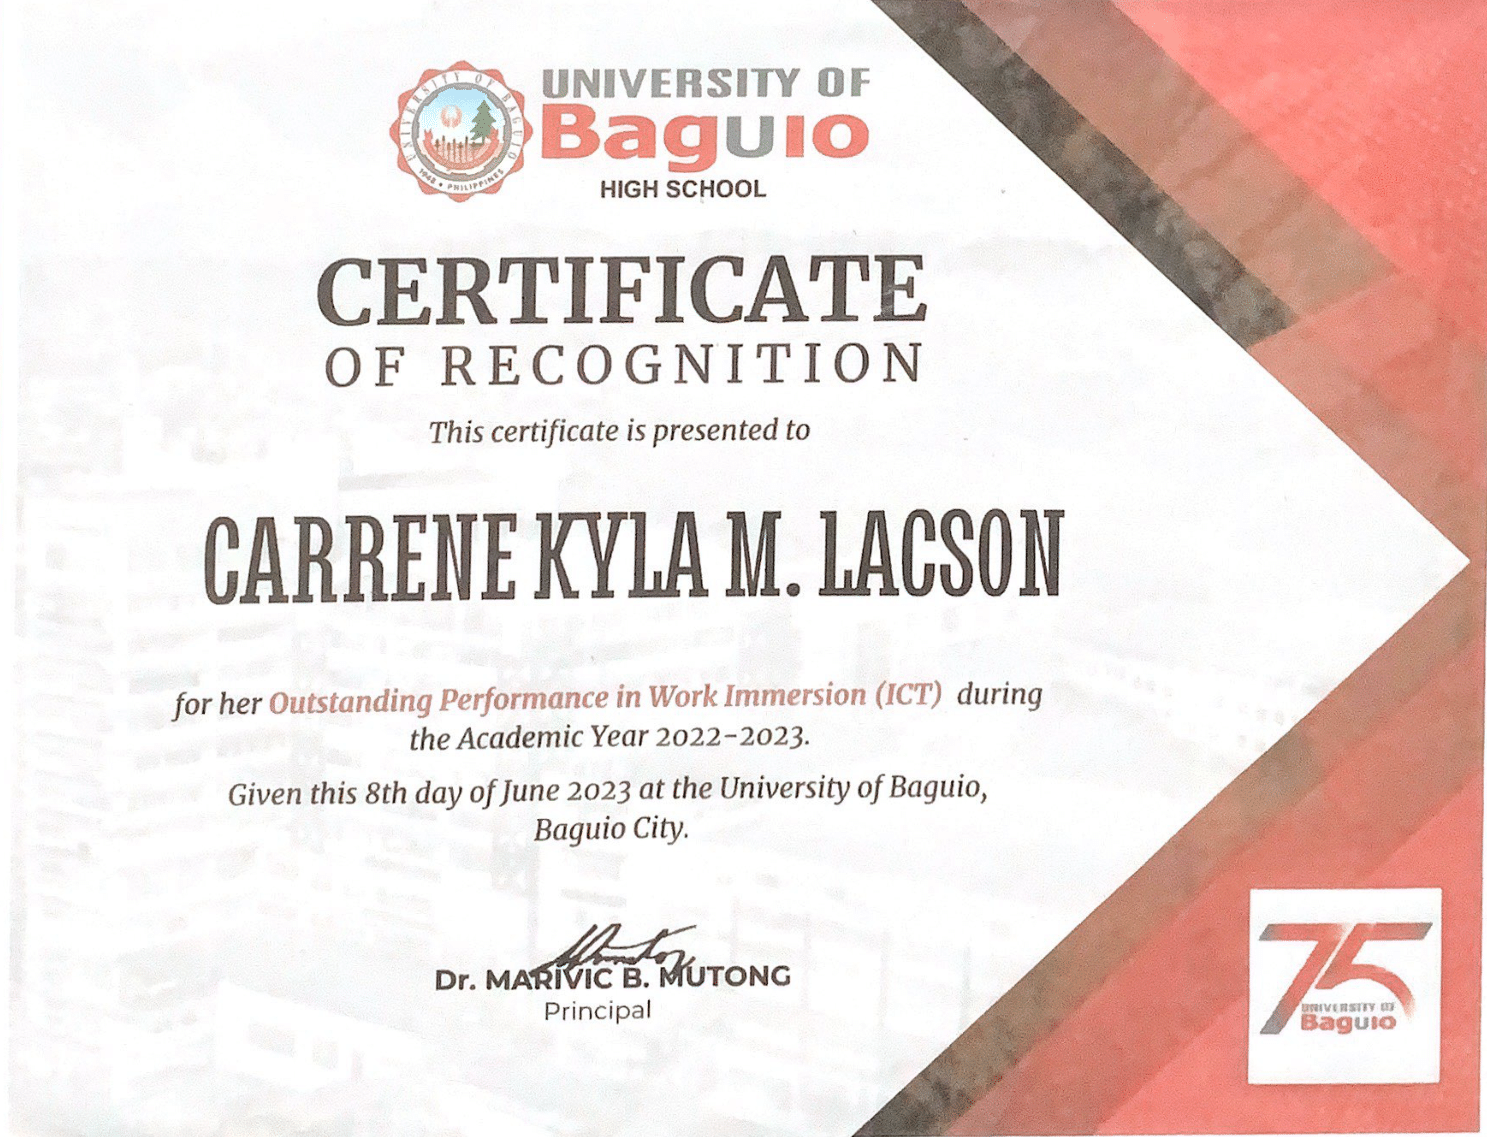 UNIVERSITY OF BAGUIO
1948 • PHILIPPINES
UNIVERSITY OF
Baguio
HIGH SCHOOL
CERTIFICATE
OF RECOGNITION
This certificate is presented to
CARRENE KYLA M. LACSON
for her Outstanding Performance in Work Immersion (ICT) during
the Academic Year 2022-2023.
Given this 8th day of June 2023 at the University of Baguio,
Baguio City.
Dr. MARIVIC B. MUTONG
Principal
75
UNIVERSITY OF
Baguio